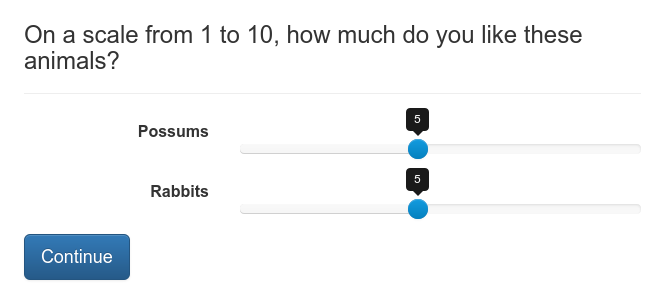 On a scale from 1 to 10, how much do you like these
animals?
5
Possums
5
Rabbits
Continue